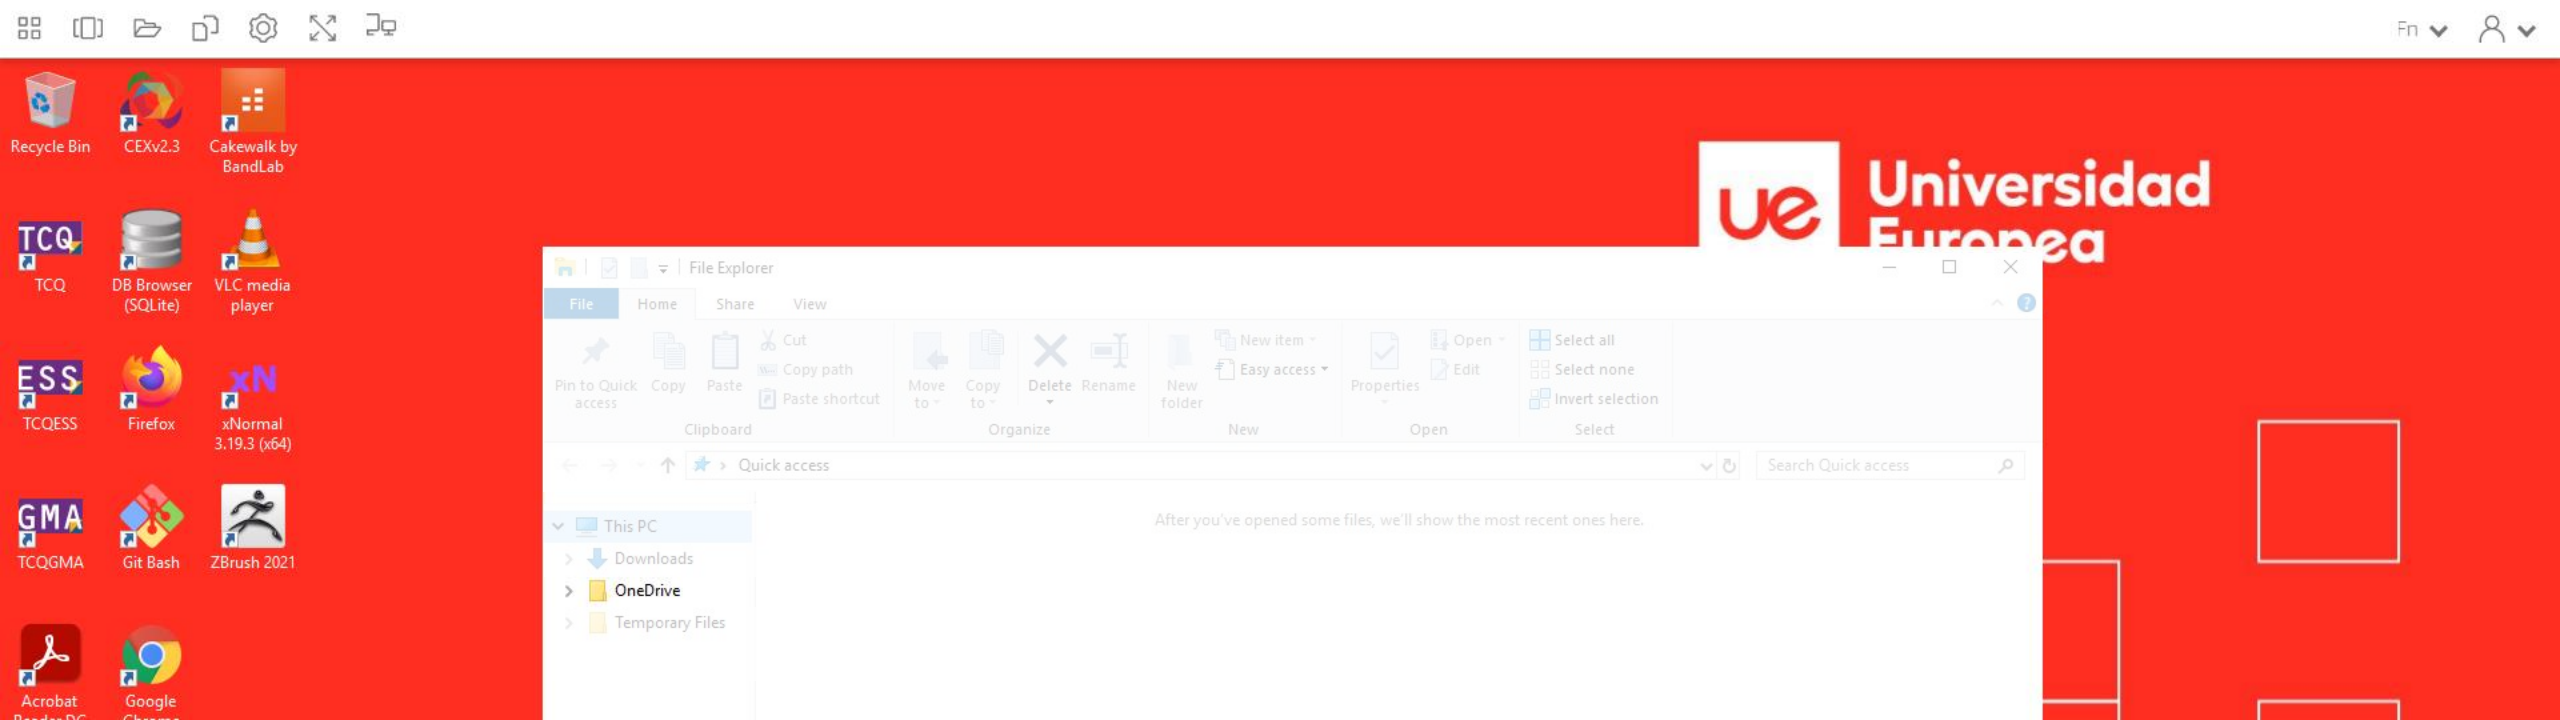 Fn
Recycle Bin
CEXv2.3
Cakewalk by
BandLab
ue Universidad
Europea
TCQ
TCQ
DB Browser
(SQLite)
VLC media
player
ESS
TCQESS
Firefox
xN
xNormal
3.19.3 (x64)
GMA
TCQGMA
Git Bash
ZBrush 2021
Acrobat
Reader DC
Google
Chrome
File Explorer
File Home Share View
Pin to Quick
access
Copy
Paste
Cut
Copy path
Paste shortcut
Clipboard
Move
to
Copy
to
Delete
Rename
Organize
New
folder
New item
Easy access
New
Properties
Open
Edit
Open
Select all
Select none
Invert selection
Select
Quick access
Search Quick access
This PC
Downloads
OneDrive
Temporary Files
After you've opened some files, we'll show the most recent ones here.